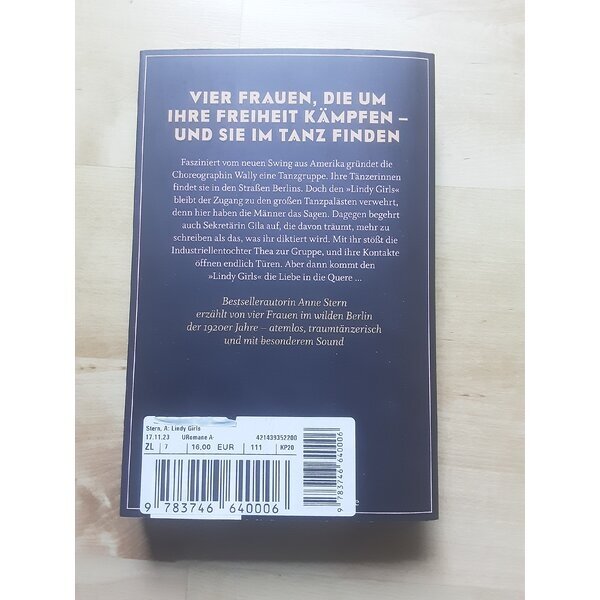 VIER FRAUEN, DIE UM
IHRE FREIHEIT KÄMPFEN –
UND SIE IM TANZ FINDEN
Fasziniert vom neuen Swing aus Amerika gründet die
Choreographin Wally eine Tanzgruppe. Ihre Tänzerinnen
findet sie in den Straßen Berlins. Doch den »Lindy Girls«
bleibt der Zugang zu den großen Tanzpalästen verwehrt,
denn hier haben die Männer das Sagen. Dagegen begehrt
auch Sekretärin Gila auf, die davon träumt, mehr zu
schreiben als das, was ihr diktiert wird. Mit ihr stößt die
Industriellentochter Thea zur Gruppe, und ihre Kontakte
öffnen endlich Türen. Aber dann kommt den
»Lindy Girls« die Liebe in die Quere ...
Bestsellerautorin Anne Stern
erzählt von vier Frauen im wilden Berlin
der 1920er Jahre – atemlos, traumtänzerisch
und mit besonderem Sound
Stern, A: Lindy Girls
17.11.23 URomane A- 421439352200
ZL 7 16.00 EUR 111 KP20
9 783746 640006
9 783746 640006